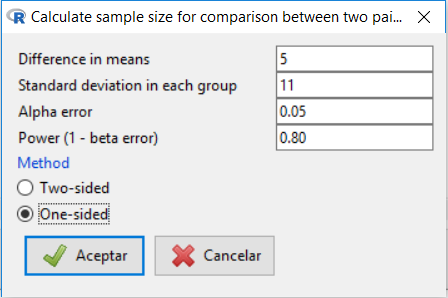 Calculate sample size for comparison between two pai...
Difference in means 5
Standard deviation in each group 11
Alpha error 0.05
Power (1 - beta error) 0.80
Method
Two-sided
One-sided
Aceptar Cancelar